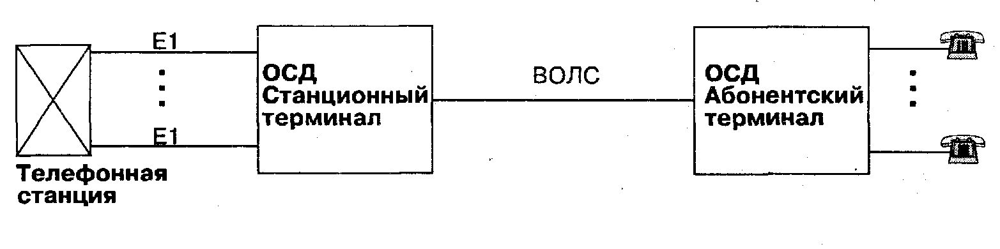 E1
ОСД
Станционный
терминал
ВОЛС
ОСД
Абонентский
терминал
E1
Телефонная
станция